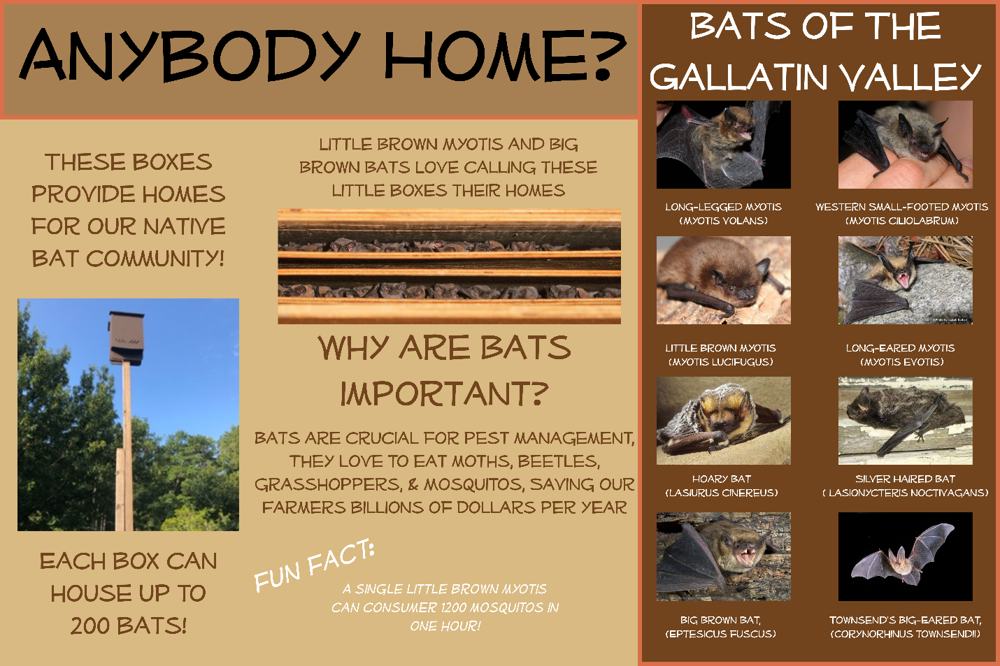 ANYBODY HOME?
THESE BOXES
PROVIDE HOMES
FOR OUR NATIVE
BAT COMMUNITY!
EACH BOX CAN
HOUSE UP TO
200 BATS!
LITTLE BROWN MYOTIS AND BIG
BROWN BATS LOVE CALLING THESE
LITTLE BOXES THEIR HOMES
WHY ARE BATS
IMPORTANT?
BATS ARE CRUCIAL FOR PEST MANAGEMENT,
THEY LOVE TO EAT MOTHS, BEETLES,
GRASSHOPPERS, & MOSQUITOS, SAVING OUR
FARMERS BILLIONS OF DOLLARS PER YEAR
FUN FACT:
A SINGLE LITTLE BROWN MYOTIS
CAN CONSUMER 1200 MOSQUITOS IN
ONE HOUR!
BATS OF THE
GALLATIN VALLEY
LONG-LEGGED MYOTIS
(MYOTIS VOLANS)
WESTERN SMALL-FOOTED MYOTIS
(MYOTIS CILIOLABRUM)
LITTLE BROWN MYOTIS
(MYOTIS LUCIFUGUS)
LONG-EARED MYOTIS
(MYOTIS EVOTIS)
HOARY BAT
(LASIURUS CINEREUS)
SILVER HAIRED BAT
( LASIONYCTERIS NOCTIVAGANS)
BIG BROWN BAT,
(EPTESICUS FUSCUS)
TOWNSEND'S BIG-EARED BAT,
(CORYNORHINUS TOWNSENDII)